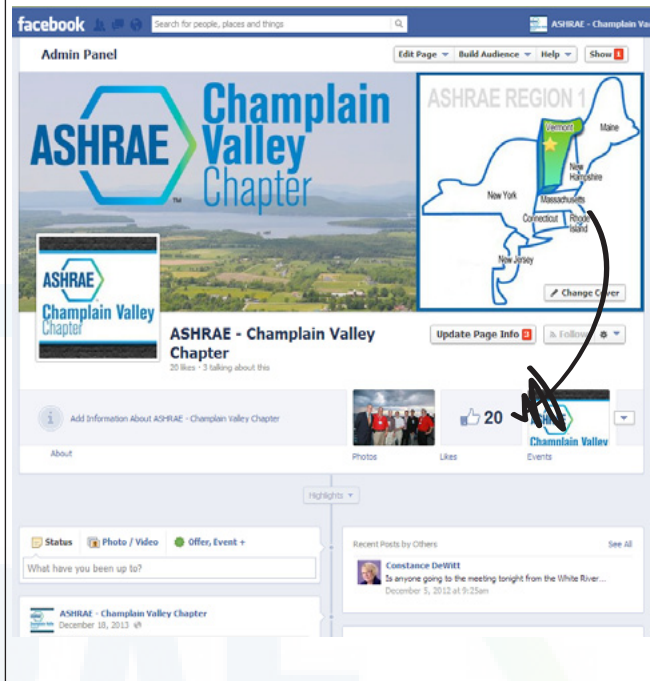 facebook
Search for people, places and things
ASHRAE - Champlain Va
Admin Panel
Edit Page
Build Audience
Help
Show 1
ASHRAE
Champlain
Valley
Chapter
TM
ASHRAE REGION 1
Vermont
Maine
New
Hampshire
New York
Massachusetts
Connecticut
Rhode
Island
New Jersey
Change Cover
ASHRAE
Champlain Valley
Chapter
ASHRAE - Champlain Valley
Chapter
20 likes · 3 talking about this
Update Page Info 3
Follow
Add Information About ASHRAE - Champlain Valley Chapter
20
Champlain Valley
About
Photos
Likes
Events
Highlights
Status
Photo / Video
Offer, Event +
What have you been up to?
Recent Posts by Others
See All
Constance DeWitt
Is anyone going to the meeting tonight from the White River...
December 5, 2012 at 9:25am
ASHRAE - Champlain Valley Chapter
December 18, 2013